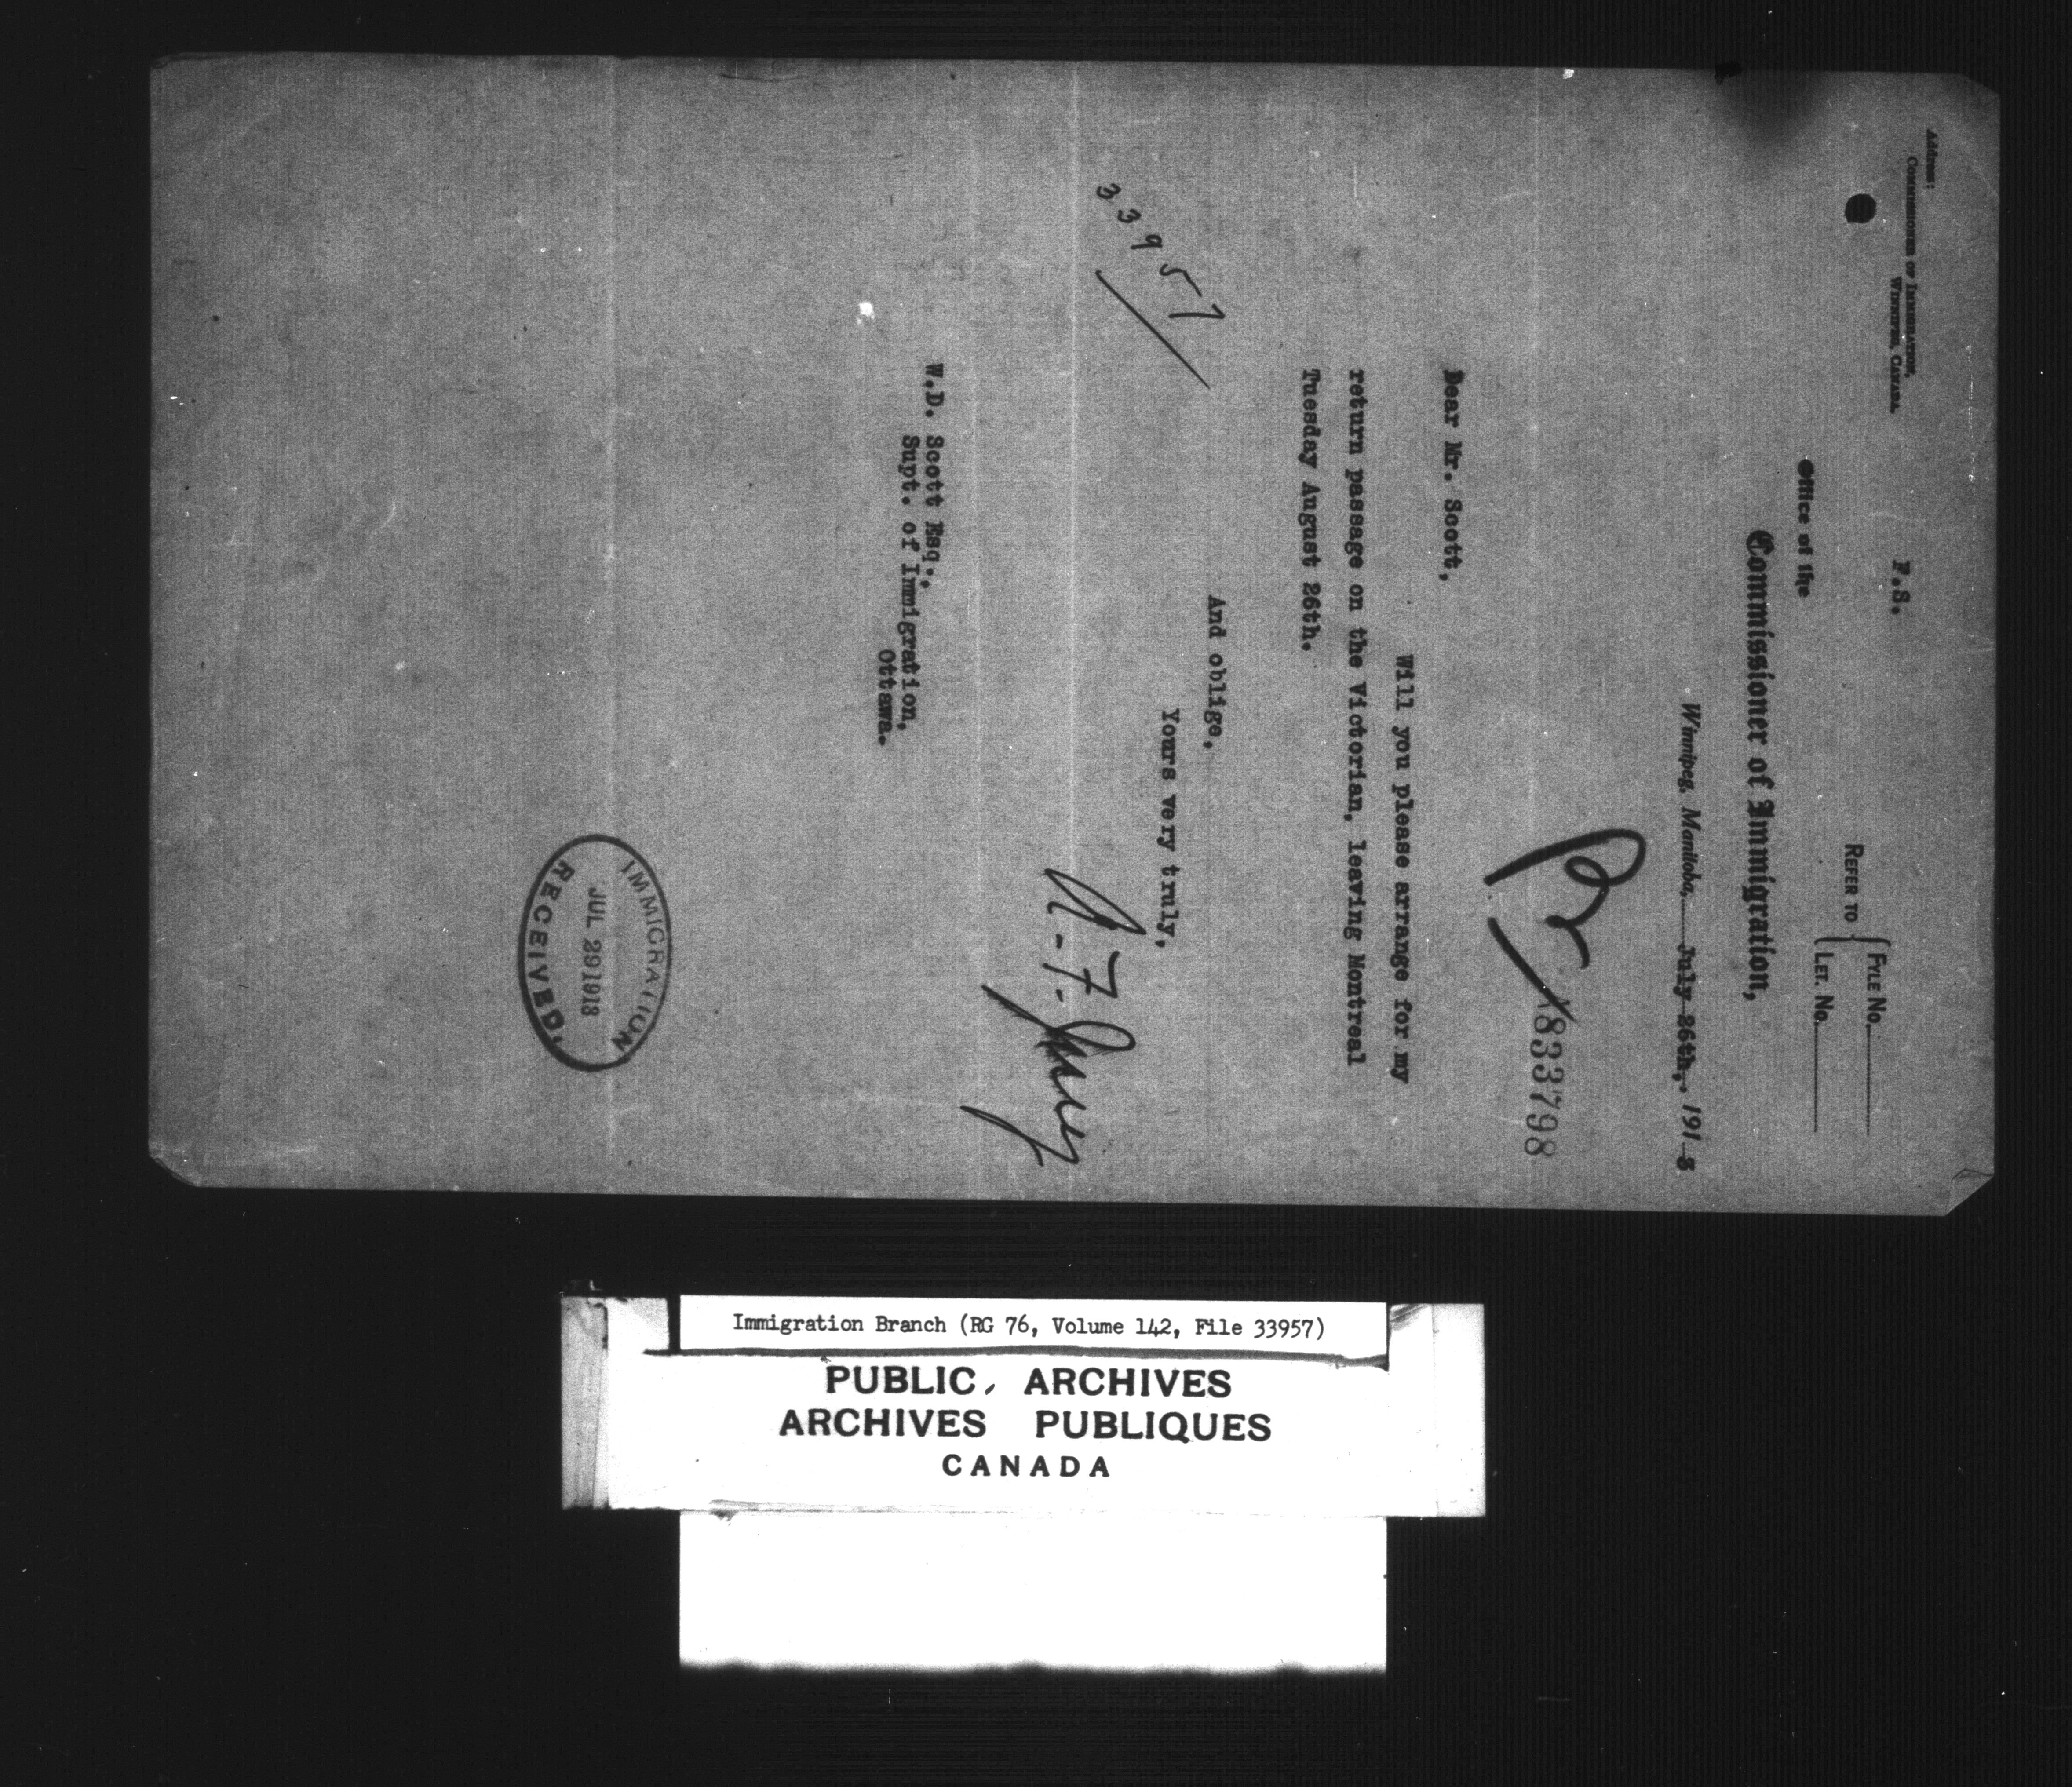 Address:
COMMISSIONER OF IMMIGRATION,
WINNIPEG, CANADA.
F.S.
REFER TO { FYLE No.
LET. No.
Office of the
Commissioner of Immigration,
Winnipeg, Manitoba, July 26th, 191 3
833798
Dear Mr. Scott,
Will you please arrange for my
return passage on the Victorian, leaving Montreal
Tuesday August 26th.
And oblige,
Yours very truly,
33957
W.D. Scott Esq.,
Supt. of Immigration,
Ottawa.
IMMIGRATION
JUL 29 1913
RECEIVED.
Immigration Branch (RG 76, Volume 142, File 33957)
PUBLIC ARCHIVES
ARCHIVES PUBLIQUES
CANADA